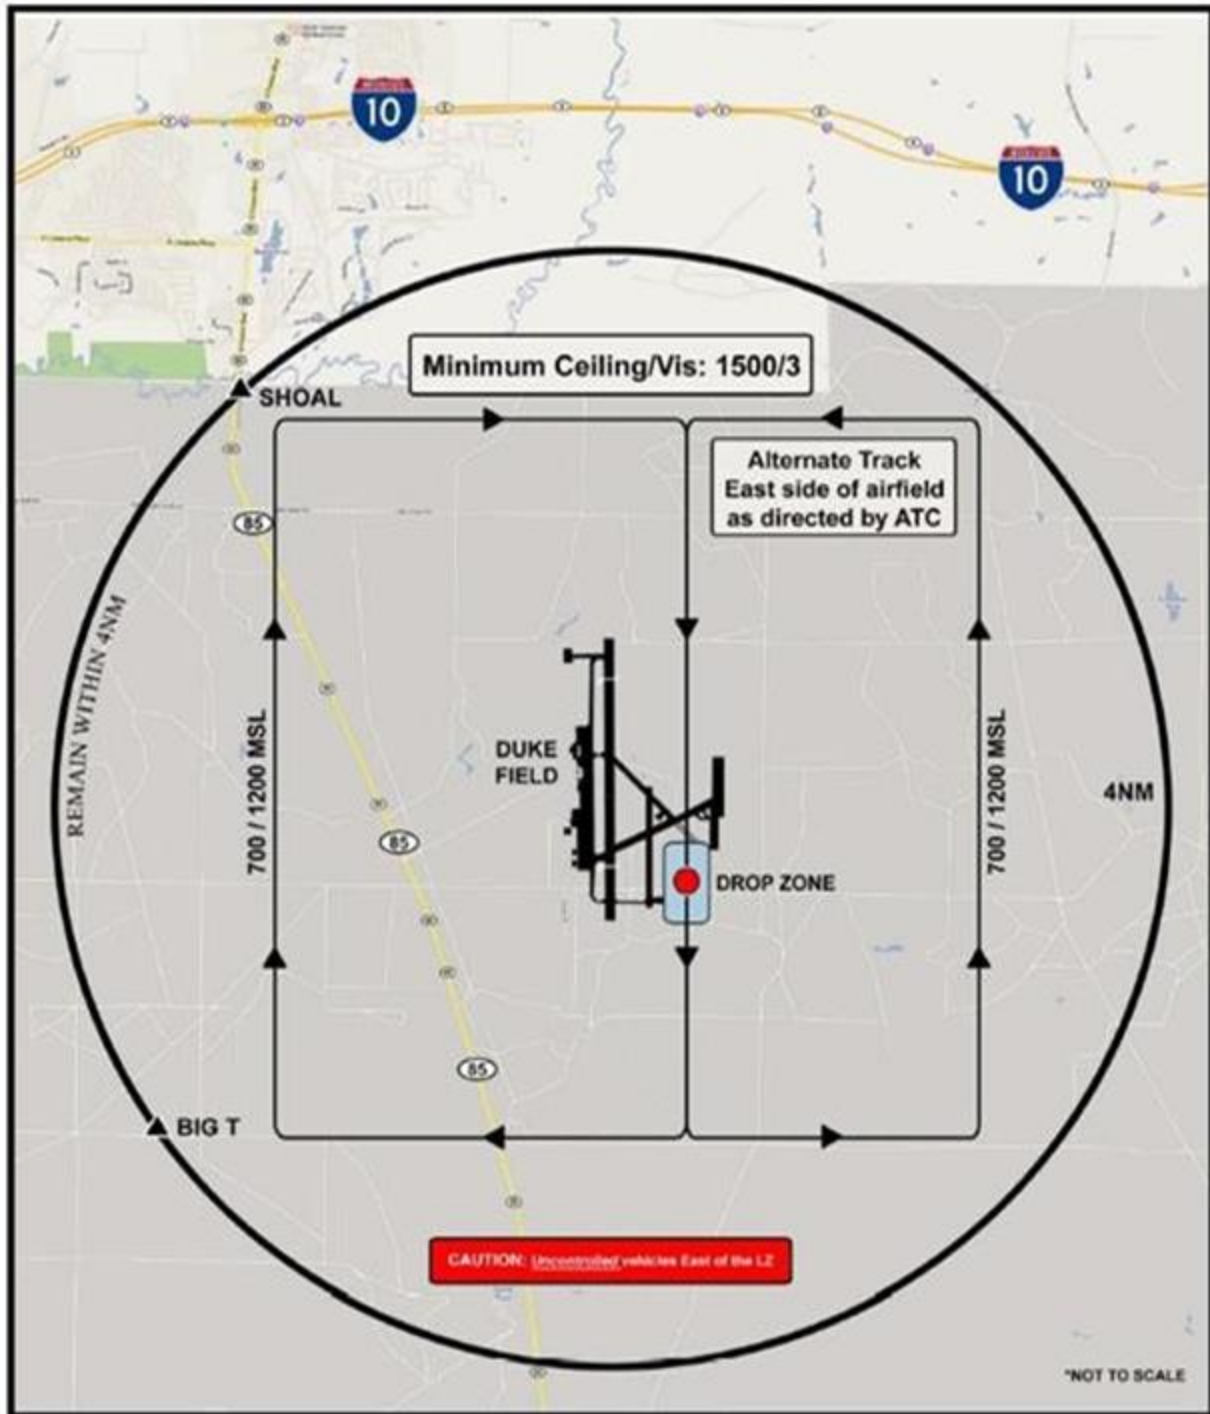 10
10
Minimum Ceiling/Vis: 1500/3
SHOAL
Alternate Track
East side of airfield
as directed by ATC
85
REMAIN WITHIN 4NM
700 / 1200 MSL
DUKE
FIELD
700 / 1200 MSL
4NM
85
DROP ZONE
85
BIG T
CAUTION: Uncontrolled vehicles East of the LZ
*NOT TO SCALE